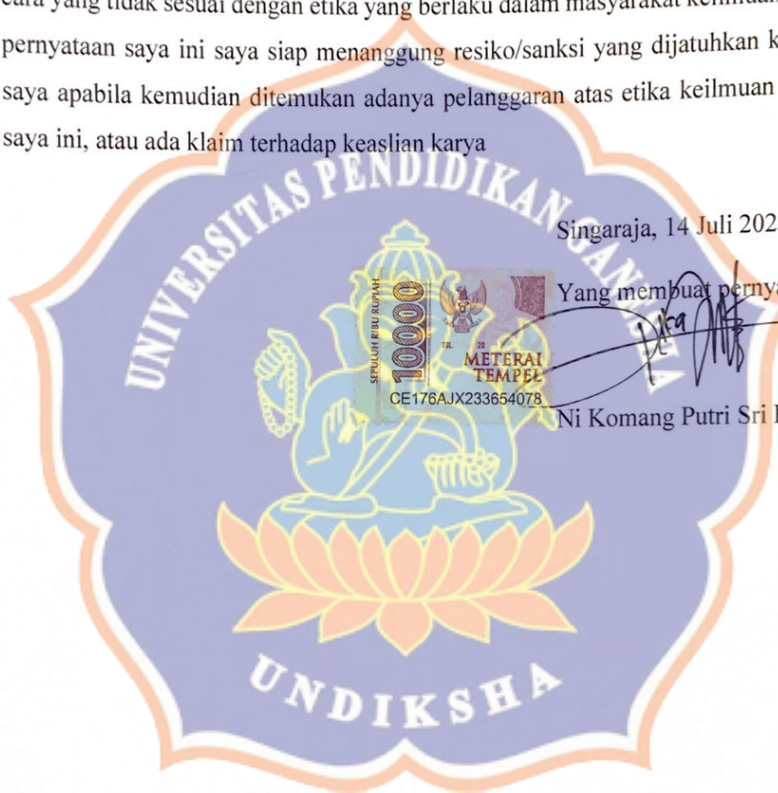 cara yang tidak sesuai dengan etika yang berlaku dalam masyarakat
pernyataan saya ini saya siap menanggung resiko/sanksi yang dijatuhkan
saya apabila kemudian ditemukan adanya pelanggaran atas etika keilmuan
saya ini, atau ada klaim terhadap keaslian karya
UNIVERSITAS PENDIDIKAN GANESHA
Singaraja, 14 Juli 202
Yang membuat
SEPULUH RIBU RUPIAH
10000
TGL. 20
METERAI
TEMPEL
CE176AJX233654078
Ni Komang Putri Sri
UNDIKSHA